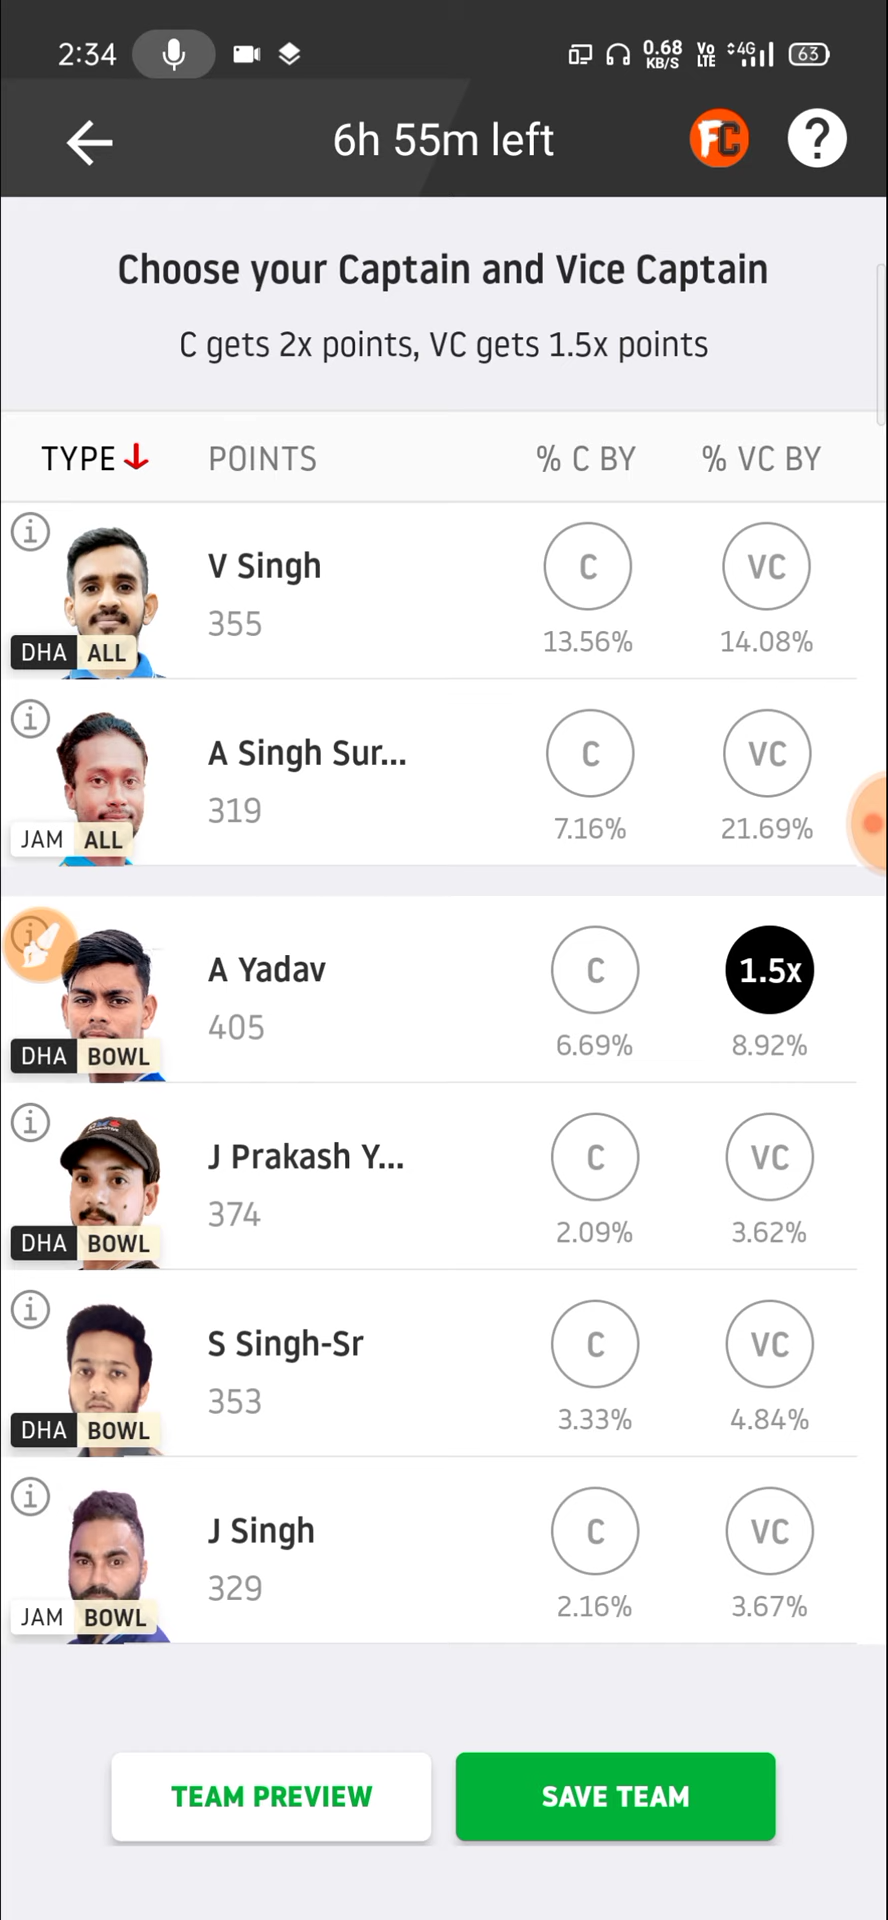 2:34
0.68 KB/S
Vo LTE
4G
63
6h 55m left
FC
?
Choose your Captain and Vice Captain
C gets 2x points, VC gets 1.5x points
TYPE POINTS % C BY % VC BY
V Singh
355
C
VC
13.56%
14.08%
DHA ALL
A Singh Sur...
319
C
VC
7.16%
21.69%
JAM ALL
A Yadav
405
C
1.5x
6.69%
8.92%
DHA BOWL
J Prakash Y...
374
C
VC
2.09%
3.62%
DHA BOWL
S Singh-Sr
353
C
VC
3.33%
4.84%
DHA BOWL
J Singh
329
C
VC
2.16%
3.67%
JAM BOWL
TEAM PREVIEW
SAVE TEAM